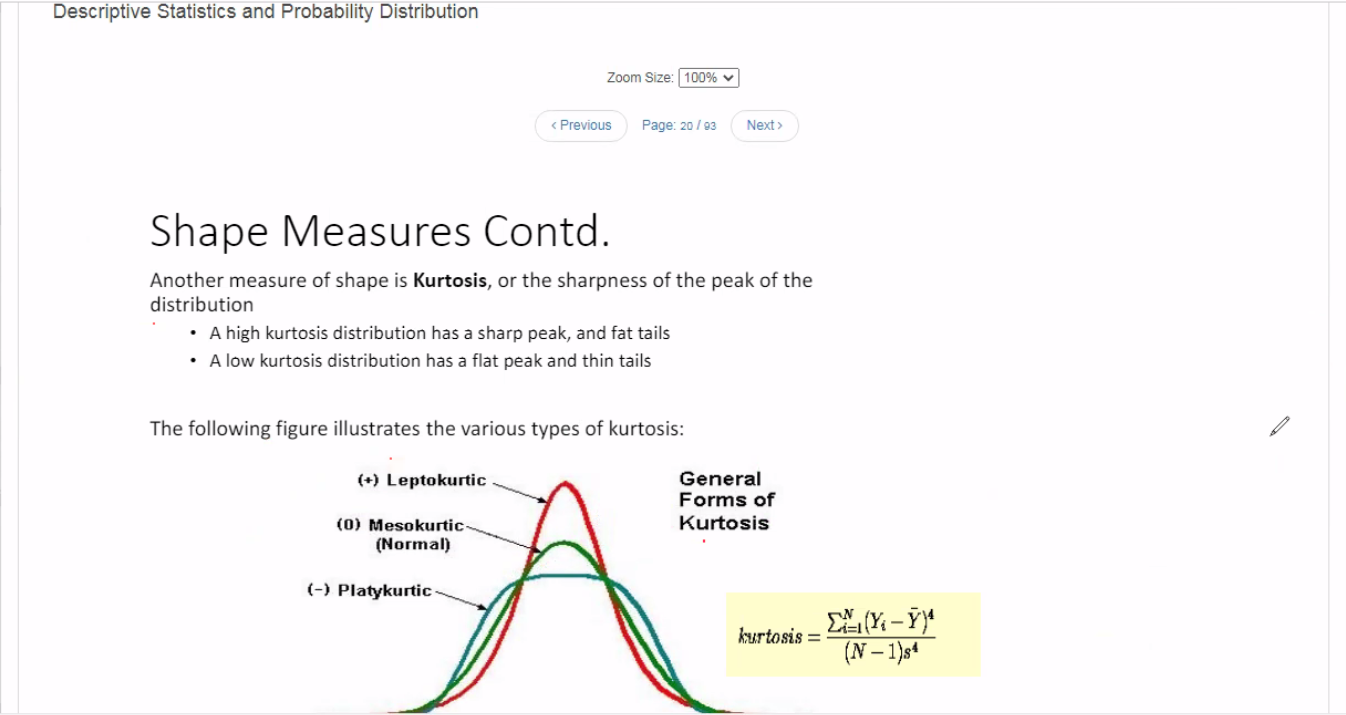 Descriptive Statistics and Probability Distribution
Zoom Size: 100%
‹ Previous Page: 20 / 93 Next ›
Shape Measures Contd.
Another measure of shape is Kurtosis, or the sharpness of the peak of the
distribution
• A high kurtosis distribution has a sharp peak, and fat tails
• A low kurtosis distribution has a flat peak and thin tails
The following figure illustrates the various types of kurtosis:
(+) Leptokurtic
(0) Mesokurtic
(Normal)
(-) Platykurtic
General
Forms of
Kurtosis
kurtosis = ∑ᵢ₌₁ᴺ(Yᵢ – Ȳ)⁴ / (N – 1)s⁴